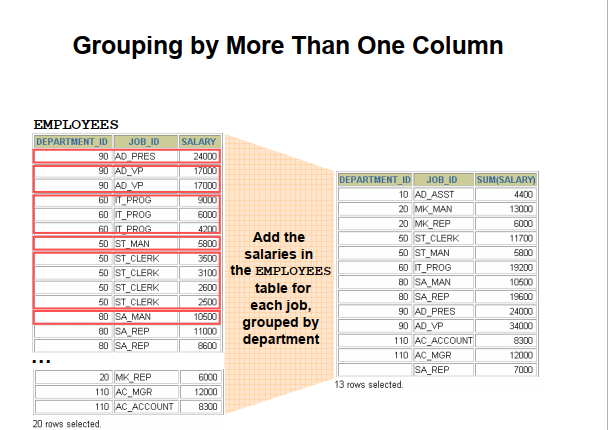 Grouping by More Than One Column
EMPLOYEES
DEPARTMENT_ID JOB_ID SALARY
90 AD_PRES 24000
90 AD_VP 17000
90 AD_VP 17000
60 IT_PROG 9000
60 IT_PROG 6000
60 IT_PROG 4200
50 ST_MAN 5800
50 ST_CLERK 3500
50 ST_CLERK 3100
50 ST_CLERK 2600
50 ST_CLERK 2500
80 SA_MAN 10500
80 SA_REP 11000
80 SA_REP 8600
...
20 MK_REP 6000
110 AC_MGR 12000
110 AC_ACCOUNT 8300
20 rows selected.
Add the
salaries in
the EMPLOYEES
table for
each job,
grouped by
department
DEPARTMENT_ID JOB_ID SUM(SALARY)
10 AD_ASST 4400
20 MK_MAN 13000
20 MK_REP 6000
50 ST_CLERK 11700
50 ST_MAN 5800
60 IT_PROG 19200
80 SA_MAN 10500
80 SA_REP 19600
90 AD_PRES 24000
90 AD_VP 34000
110 AC_ACCOUNT 8300
110 AC_MGR 12000
SA_REP 7000
13 rows selected.